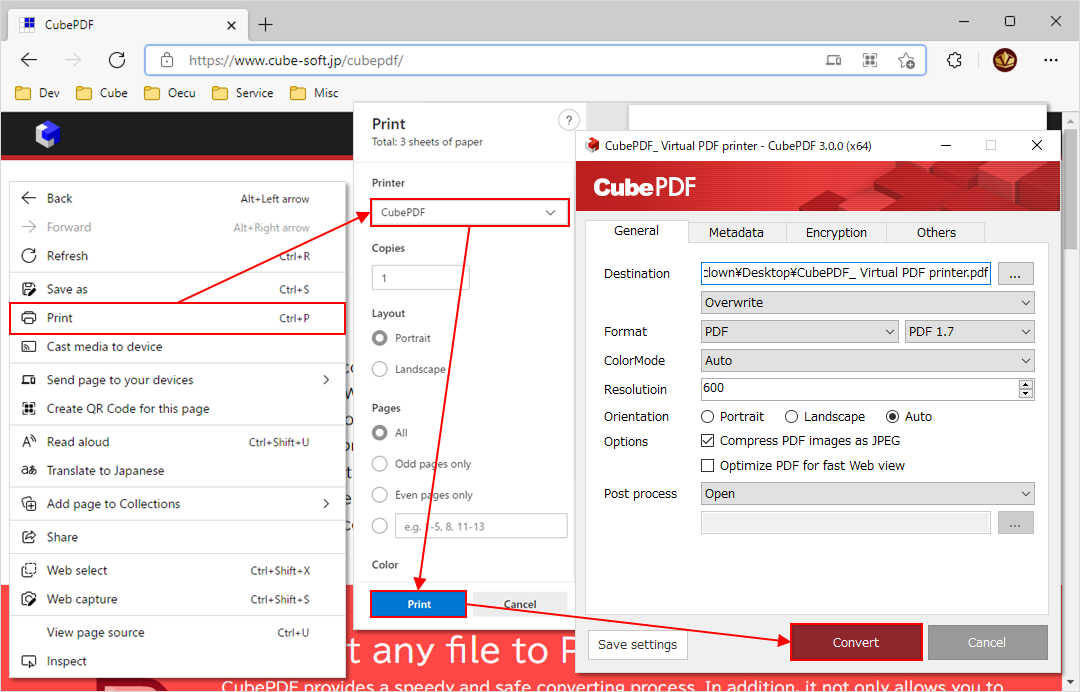 CubePDF
https://www.cube-soft.jp/cubepdf/
Dev
Cube
Oecu
Service
Misc
Back Alt+Left arrow
Forward Alt+Right arrow
Refresh Ctrl+R
Save as Ctrl+S
Print Ctrl+P
Cast media to device
Send page to your devices
Create QR Code for this page
Read aloud Ctrl+Shift+U
Translate to Japanese
Add page to Collections
Share
Web select Ctrl+Shift+X
Web capture Ctrl+Shift+S
View page source Ctrl+U
Inspect
Print
?
Total: 3 sheets of paper
Printer
CubePDF
Copies
1
Layout
Portrait
Landscape
Pages
All
Odd pages only
Even pages only
e.g. 1-5, 8, 11-13
Color
Print
Cancel
CubePDF_ Virtual PDF printer - CubePDF 3.0.0 (x64)
CubePDF
General Metadata Encryption Others
Destination :lown¥Desktop¥CubePDF_ Virtual PDF printer.pdf ...
Overwrite
Format PDF PDF 1.7
ColorMode Auto
Resolutioin 600
Orientation Portrait Landscape Auto
Options Compress PDF images as JPEG
Optimize PDF for fast Web view
Post process Open
...
Save settings Convert Cancel
t any file to P
CubePDF provides a speedy and safe converting process. In addition, it not only allows you to